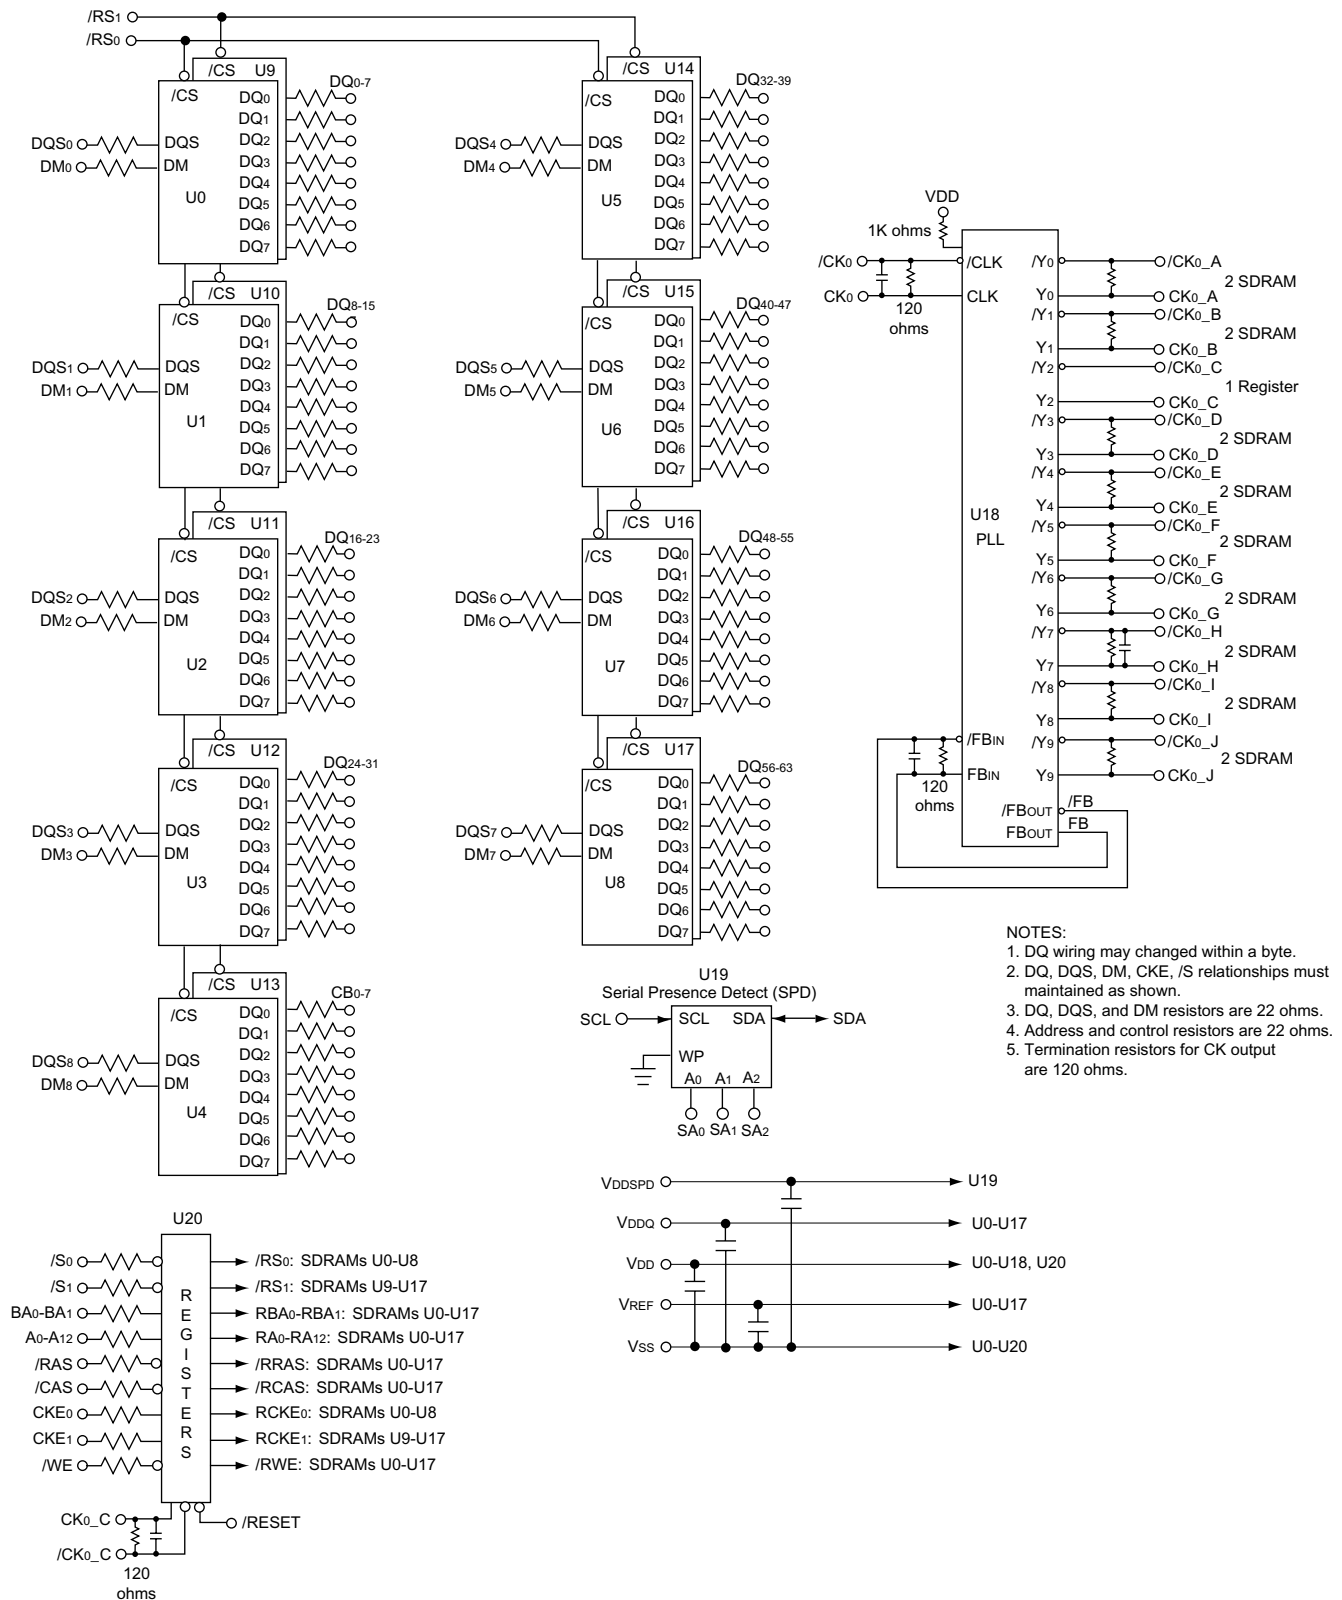 /RS1
/RS0
/CS U9
/CS
DQ0-7
DQ0
DQ1
DQ2
DQ3
DQ4
DQ5
DQ6
DQ7
DQS0
DM0
DQS
DM
U0
/CS U10
/CS
DQ8-15
DQ0
DQ1
DQ2
DQ3
DQ4
DQ5
DQ6
DQ7
DQS1
DM1
DQS
DM
U1
/CS U11
/CS
DQ16-23
DQ0
DQ1
DQ2
DQ3
DQ4
DQ5
DQ6
DQ7
DQS2
DM2
DQS
DM
U2
/CS U12
/CS
DQ24-31
DQ0
DQ1
DQ2
DQ3
DQ4
DQ5
DQ6
DQ7
DQS3
DM3
DQS
DM
U3
/CS U13
/CS
CB0-7
DQ0
DQ1
DQ2
DQ3
DQ4
DQ5
DQ6
DQ7
DQS8
DM8
DQS
DM
U4
/CS U14
/CS
DQ32-39
DQ0
DQ1
DQ2
DQ3
DQ4
DQ5
DQ6
DQ7
DQS4
DM4
DQS
DM
U5
/CS U15
/CS
DQ40-47
DQ0
DQ1
DQ2
DQ3
DQ4
DQ5
DQ6
DQ7
DQS5
DM5
DQS
DM
U6
/CS U16
/CS
DQ48-55
DQ0
DQ1
DQ2
DQ3
DQ4
DQ5
DQ6
DQ7
DQS6
DM6
DQS
DM
U7
/CS U17
/CS
DQ56-63
DQ0
DQ1
DQ2
DQ3
DQ4
DQ5
DQ6
DQ7
DQS7
DM7
DQS
DM
U8
VDD
1K ohms
/CK0
CK0
120
ohms
/CLK
CLK
U18
PLL
/Y0 /CK0_A
Y0 CK0_A
2 SDRAM
/Y1 /CK0_B
Y1 CK0_B
2 SDRAM
/Y2 /CK0_C
Y2 CK0_C
1 Register
/Y3 /CK0_D
Y3 CK0_D
2 SDRAM
/Y4 /CK0_E
Y4 CK0_E
2 SDRAM
/Y5 /CK0_F
Y5 CK0_F
2 SDRAM
/Y6 /CK0_G
Y6 CK0_G
2 SDRAM
/Y7 /CK0_H
Y7 CK0_H
2 SDRAM
/Y8 /CK0_I
Y8 CK0_I
2 SDRAM
/Y9 /CK0_J
Y9 CK0_J
2 SDRAM
/FBIN
FBIN
120
ohms
/FBOUT /FB
FBOUT FB
NOTES:
1. DQ wiring may changed within a byte.
2. DQ, DQS, DM, CKE, /S relationships must
maintained as shown.
3. DQ, DQS, and DM resistors are 22 ohms.
4. Address and control resistors are 22 ohms.
5. Termination resistors for CK output
are 120 ohms.
U19
Serial Presence Detect (SPD)
SCL SCL SDA SDA
WP
A0 A1 A2
SA0 SA1 SA2
VDDSPD U19
VDDQ U0-U17
VDD U0-U18, U20
VREF U0-U17
VSS U0-U20
U20
REGISTERS
/S0 /RS0: SDRAMs U0-U8
/S1 /RS1: SDRAMs U9-U17
BA0-BA1 RBA0-RBA1: SDRAMs U0-U17
A0-A12 RA0-RA12: SDRAMs U0-U17
/RAS /RRAS: SDRAMs U0-U17
/CAS /RCAS: SDRAMs U0-U17
CKE0 RCKE0: SDRAMs U0-U8
CKE1 RCKE1: SDRAMs U9-U17
/WE /RWE: SDRAMs U0-U17
CK0_C
/RESET
/CK0_C
120
ohms